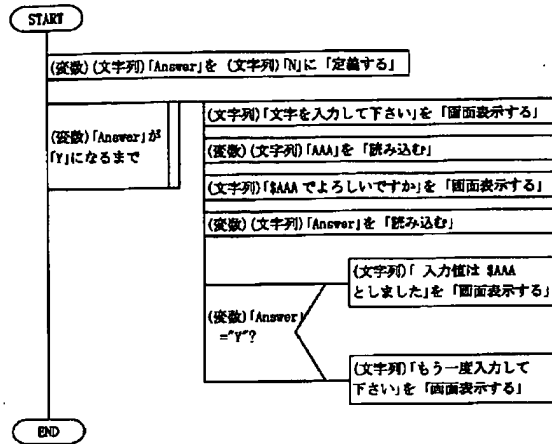 START
(変数)(文字列)「Answer」を (文字列)「N」に 「定義する」
(変数)「Answer」が
「Y」になるまで
(文字列)「文字を入力して下さい」を 「画面表示する」
(変数)(文字列)「AAA」を 「読み込む」
(文字列)「$AAA でよろしいですか」を 「画面表示する」
(変数)(文字列)「Answer」を 「読み込む」
(変数)「Answer」
="Y"?
(文字列)「 入力値は $AAA
としました」を 「画面表示する」
(文字列)「もう一度入力して
下さい」を 「画面表示する」
END